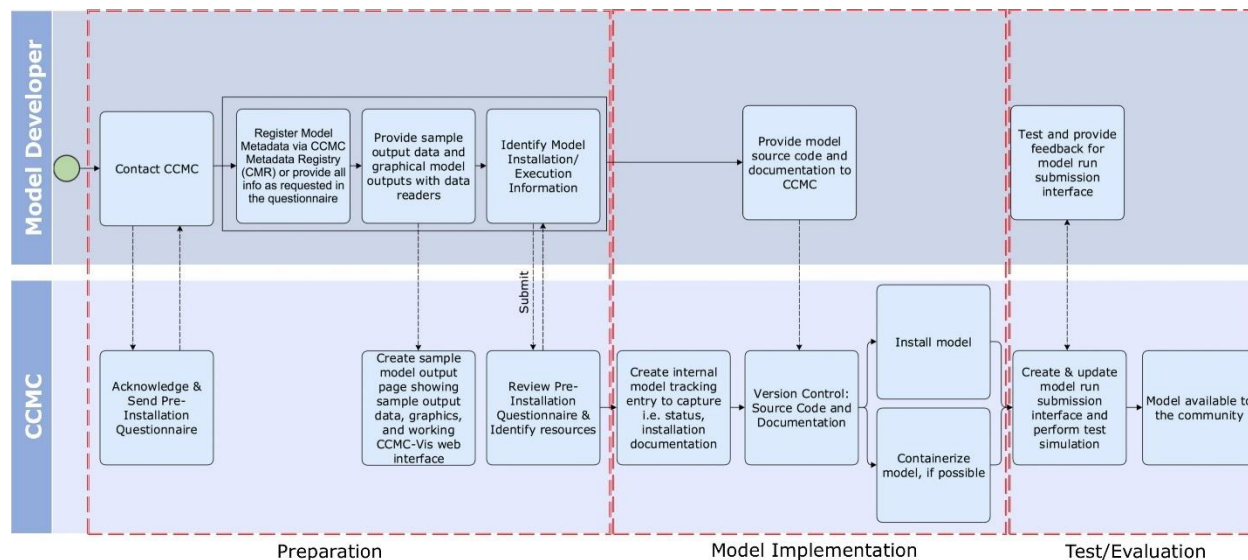 Model Developer
Contact CCMC
Register Model
Metadata via CCMC
Metadata Registry
(CMR) or provide all
info as requested in
the questionnaire
Provide sample
output data and
graphical model
outputs with data
readers
Identify Model
Installation/
Execution
Information
Provide model
source code and
documentation to
CCMC
Test and provide
feedback for
model run
submission
interface
Submit
CCMC
Acknowledge &
Send Pre-
Installation
Questionnaire
Create sample
model output
page showing
sample output
data, graphics,
and working
CCMC-Vis web
interface
Review Pre-
Installation
Questionnaire &
Identify resources
Create internal
model tracking
entry to capture
i.e. status,
installation
documentation
Version Control:
Source Code and
Documentation
Install model
Containerize
model, if possible
Create & update
model run
submission
interface and
perform test
simulation
Model available to
the community
Preparation
Model Implementation
Test/Evaluation